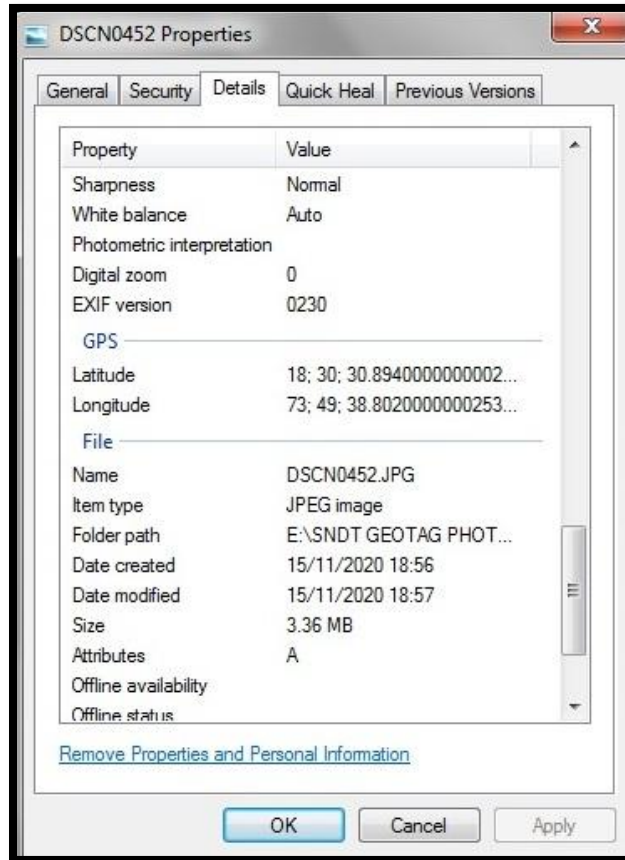 DSCN0452 Properties
General Security Details Quick Heal Previous Versions
Property Value
Sharpness Normal
White balance Auto
Photometric interpretation
Digital zoom 0
EXIF version 0230
GPS
Latitude 18; 30; 30.8940000000002...
Longitude 73; 49; 38.8020000000253...
File
Name DSCN0452.JPG
Item type JPEG image
Folder path E:\SNDT GEOTAG PHOT...
Date created 15/11/2020 18:56
Date modified 15/11/2020 18:57
Size 3.36 MB
Attributes A
Offline availability
Offline status
Remove Properties and Personal Information
OK Cancel Apply